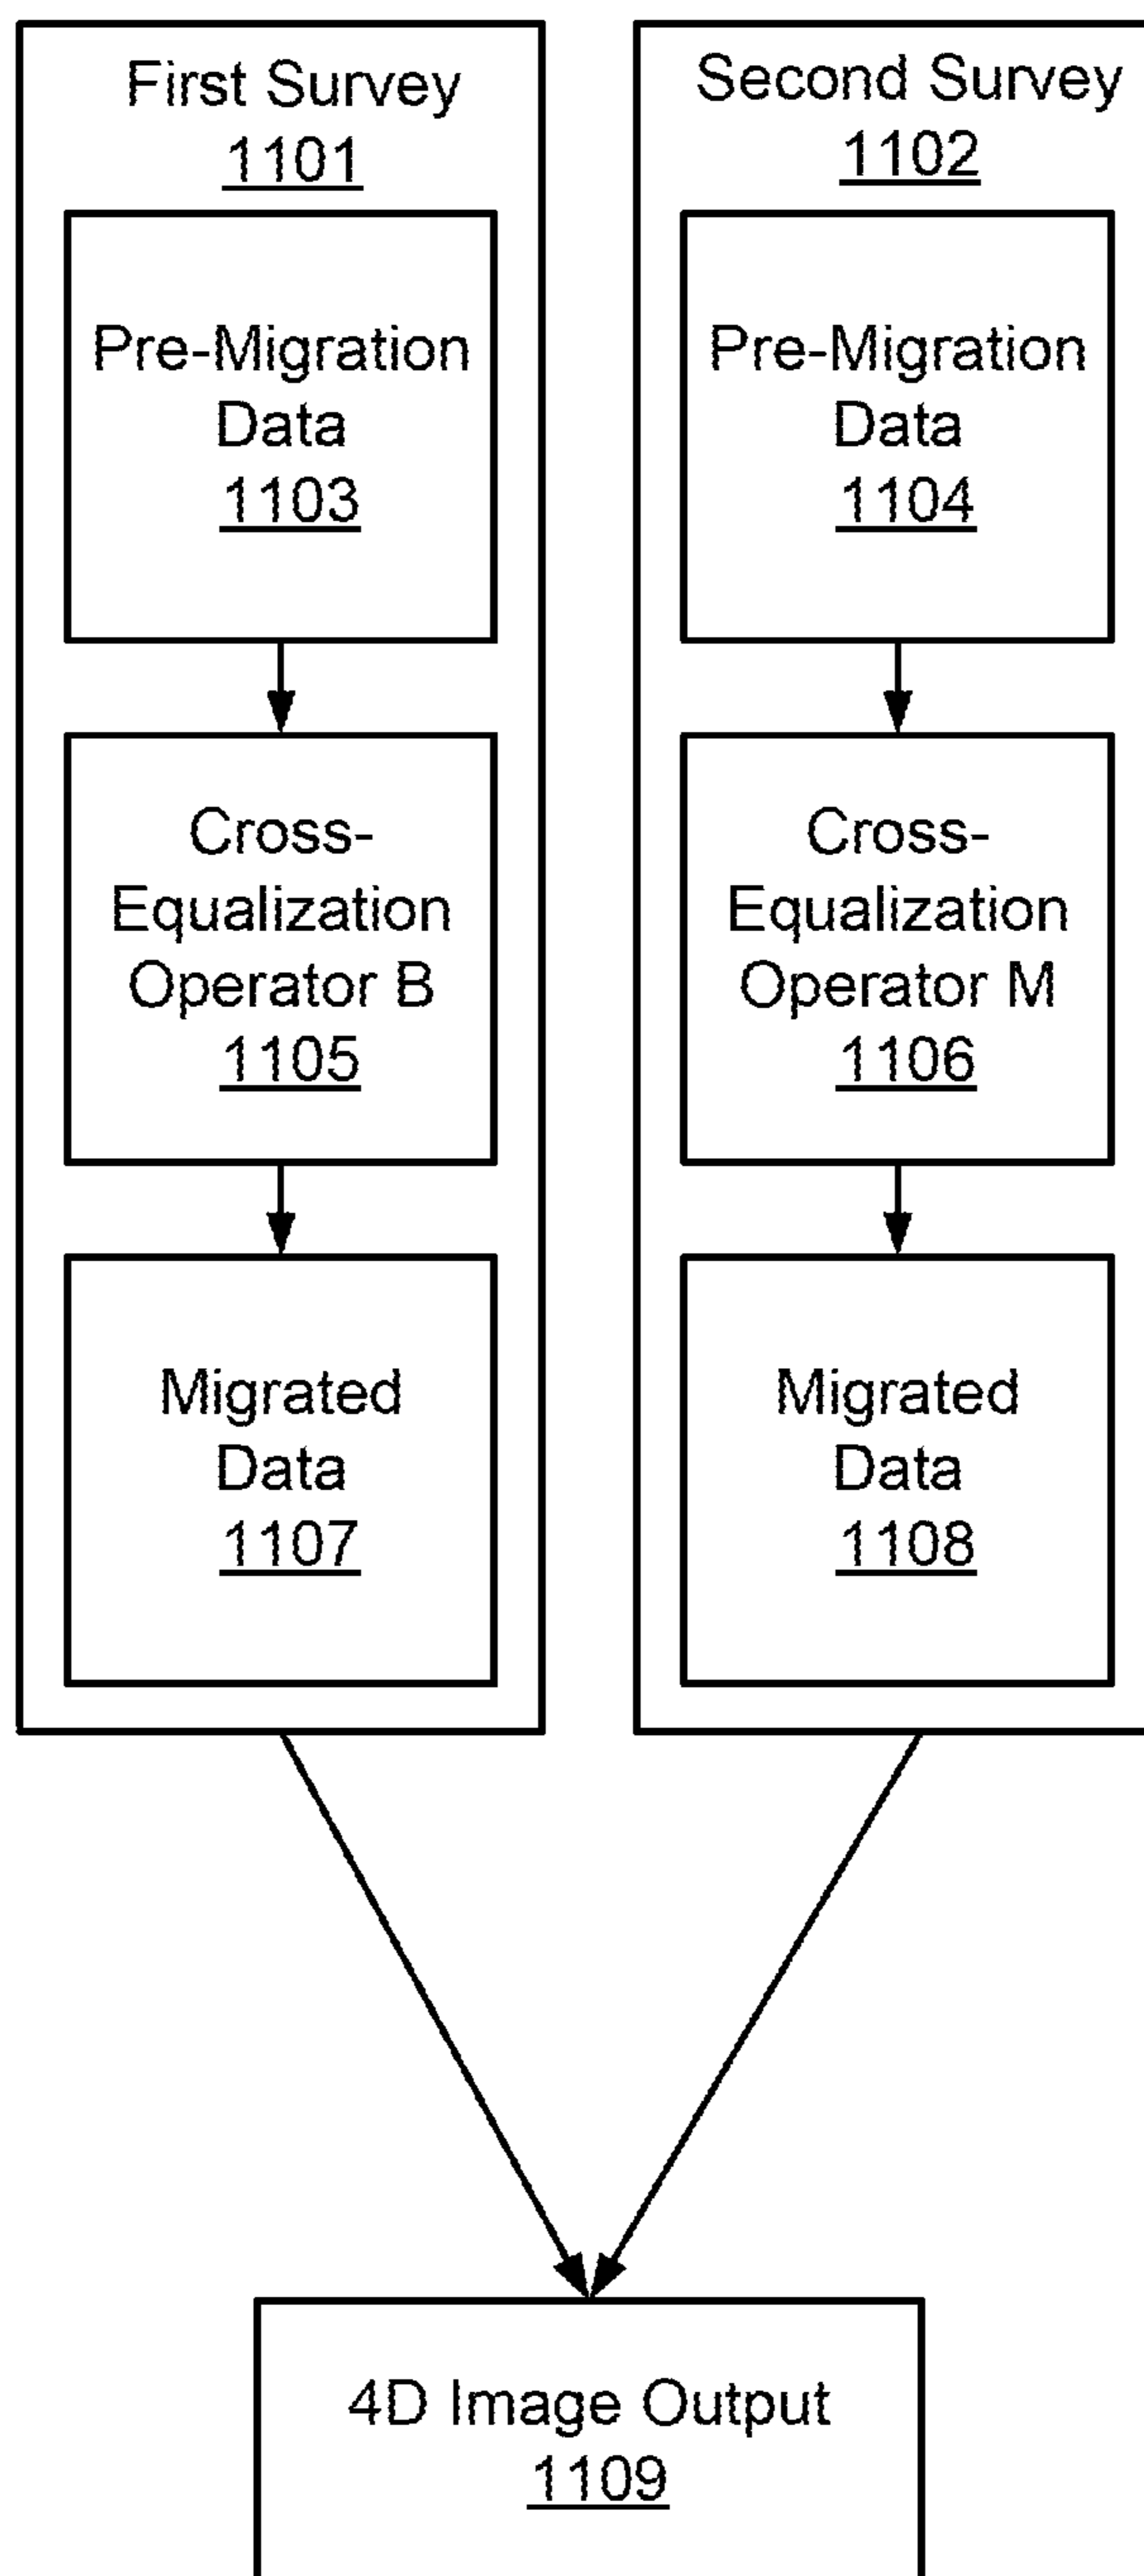 First Survey
1101
Pre-Migration
Data
1103
Cross-
Equalization
Operator B
1105
Migrated
Data
1107
Second Survey
1102
Pre-Migration
Data
1104
Cross-
Equalization
Operator M
1106
Migrated
Data
1108
4D Image Output
1109